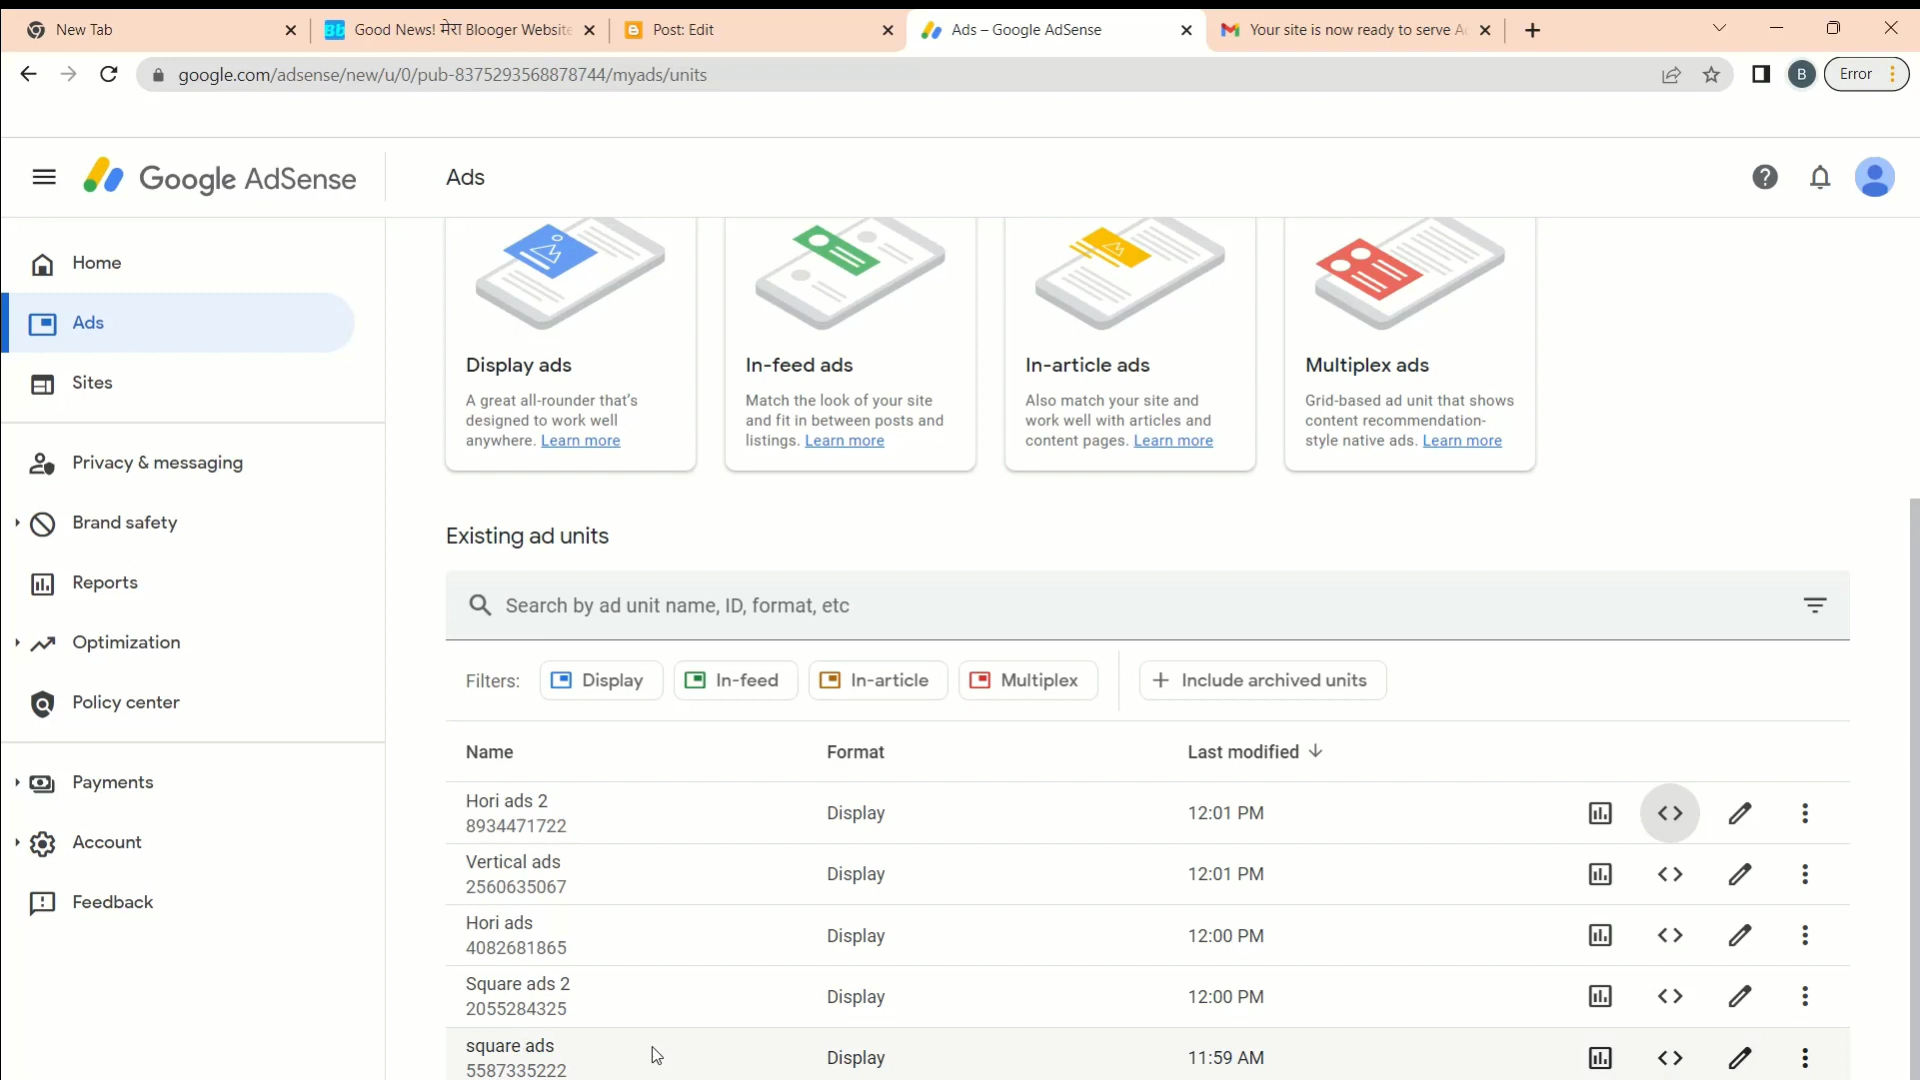 New Tab
Good News! मेरा Blooger Website
Post: Edit
Ads – Google AdSense
Your site is now ready to serve A
google.com/adsense/new/u/0/pub-8375293568878744/myads/units
B
Error
Google AdSense
Ads
Home
Ads
Sites
Privacy & messaging
Brand safety
Reports
Optimization
Policy center
Payments
Account
Feedback
Display ads
A great all-rounder that's
designed to work well
anywhere. Learn more
In-feed ads
Match the look of your site
and fit in between posts and
listings. Learn more
In-article ads
Also match your site and
work well with articles and
content pages. Learn more
Multiplex ads
Grid-based ad unit that shows
content recommendation-
style native ads. Learn more
Existing ad units
Search by ad unit name, ID, format, etc
Filters: Display In-feed In-article Multiplex + Include archived units
Name Format Last modified
Hori ads 2
8934471722
Display 12:01 PM
Vertical ads
2560635067
Display 12:01 PM
Hori ads
4082681865
Display 12:00 PM
Square ads 2
2055284325
Display 12:00 PM
square ads
5587335222
Display 11:59 AM